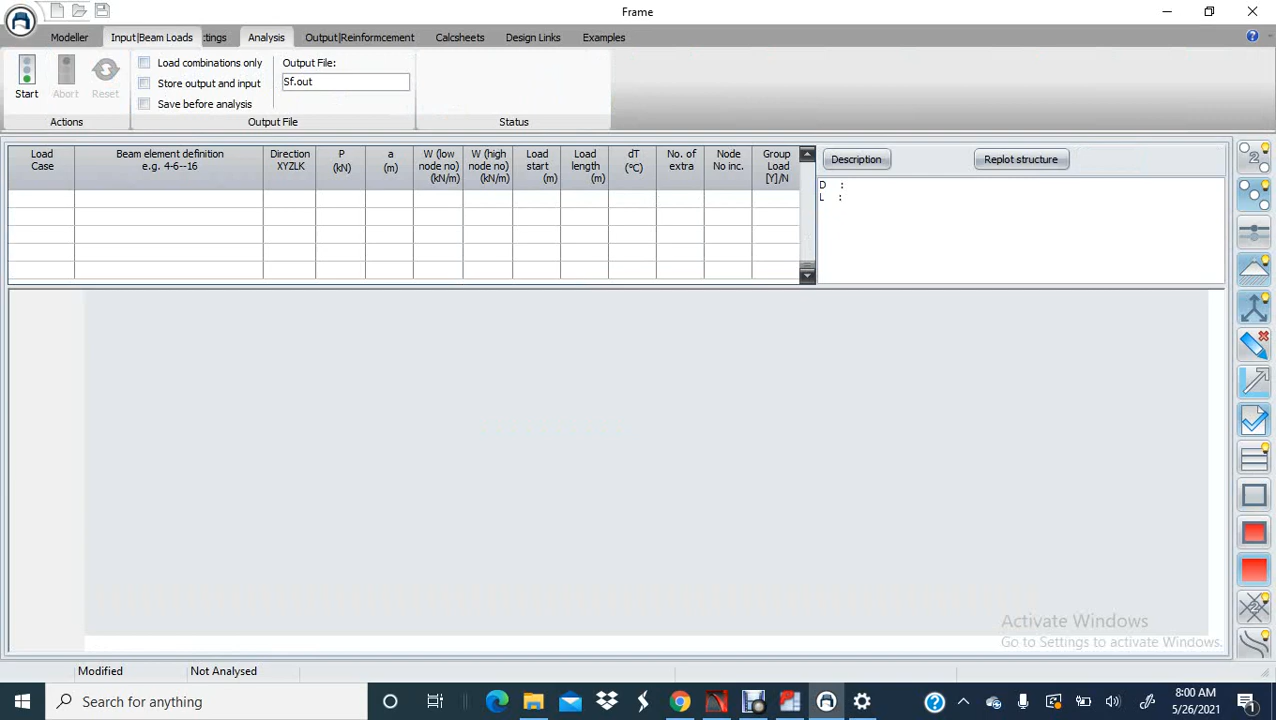 Frame
Modeller Input|Beam Loads ttings Analysis Output|Reinforncement Calcsheets Design Links Examples
Load combinations only
Store output and input
Save before analysis
Output File:
Sf.out
Start Abort Reset
Actions Output File Status
Load Case
Beam element definition e.g. 4-6--16
Direction XYZLK
P (kN)
a (m)
W (low node no) (kN/m)
W (high node no) (kN/m)
Load start (m)
Load length (m)
dT (°C)
No. of extra
Node No inc.
Group Load [Y]/N
Description Replot structure
D :
L :
Activate Windows
Go to Settings to activate Windows.
Modified Not Analysed
Search for anything
8:00 AM
5/26/2021